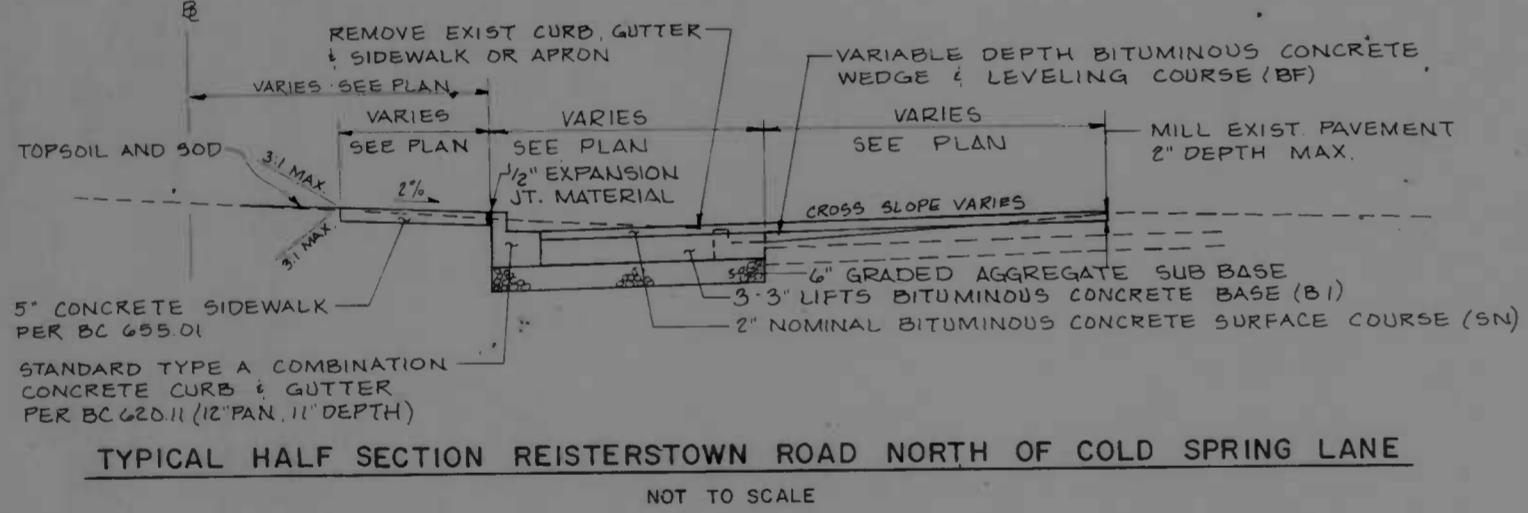 REMOVE EXIST CURB, GUTTER
& SIDEWALK OR APRON
VARIABLE DEPTH BITUMINOUS CONCRETE
WEDGE & LEVELING COURSE (BF)
VARIES SEE PLAN
VARIES
SEE PLAN
VARIES
SEE PLAN
VARIES
SEE PLAN
MILL EXIST. PAVEMENT
2" DEPTH MAX.
TOPSOIL AND SOD
3:1 MAX.
2%
1/2" EXPANSION
JT. MATERIAL
CROSS SLOPE VARIES
3:1 MAX.
6" GRADED AGGREGATE SUB BASE
3-3" LIFTS BITUMINOUS CONCRETE BASE (BI)
2" NOMINAL BITUMINOUS CONCRETE SURFACE COURSE (SN)
5" CONCRETE SIDEWALK
PER BC 655.01
STANDARD TYPE A COMBINATION
CONCRETE CURB & GUTTER
PER BC 620.11 (12" PAN, 11" DEPTH)
TYPICAL HALF SECTION REISTERSTOWN ROAD NORTH OF COLD SPRING LANE
NOT TO SCALE